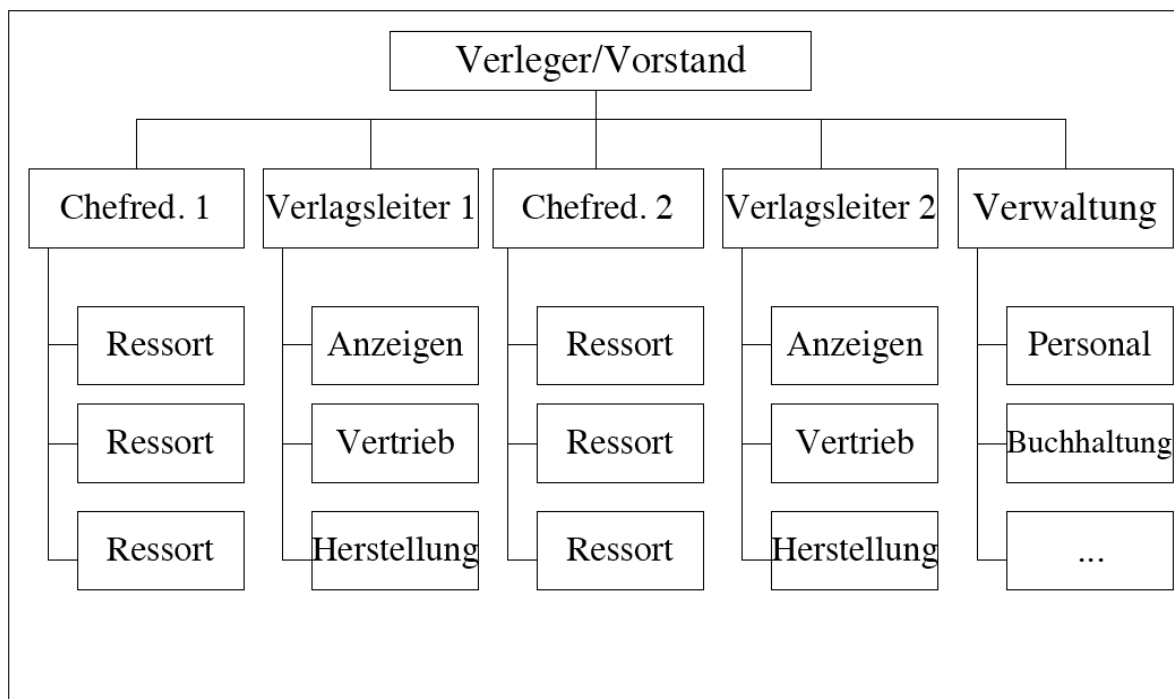 Verleger/Vorstand
Chefred. 1
Verlagsleiter 1
Chefred. 2
Verlagsleiter 2
Verwaltung
Ressort
Anzeigen
Ressort
Anzeigen
Personal
Ressort
Vertrieb
Ressort
Vertrieb
Buchhaltung
Ressort
Herstellung
Ressort
Herstellung
...